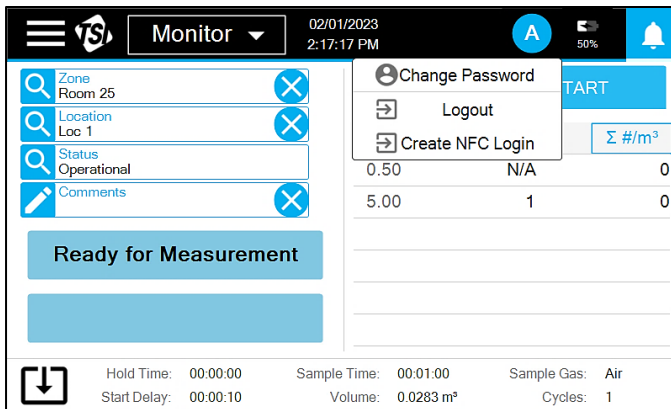 TSI Monitor 02/01/2023 A 50%
2:17:17 PM
Zone
Room 25
Location
Loc 1
Status
Operational
Comments
Ready for Measurement
Change Password
Logout
Create NFC Login
TART
Σ #/m³
0.50 N/A 0
5.00 1 0
Hold Time: 00:00:00 Sample Time: 00:01:00 Sample Gas: Air
Start Delay: 00:00:10 Volume: 0.0283 m³ Cycles: 1